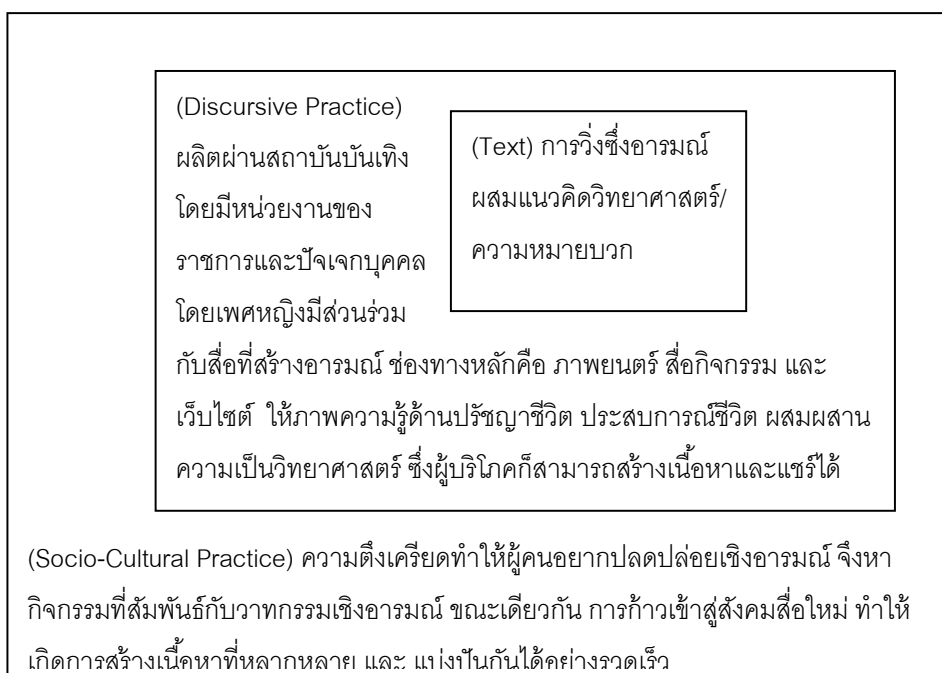 (Discursive Practice)
ผลิตผ่านสถาบันบันเทิง
โดยมีหน่วยงานของ
ราชการและปัจเจกบุคคล
โดยเพศหญิงมีส่วนร่วม
(Text) การวิ่งซึ่งอารมณ์
ผสมแนวคิดวิทยาศาสตร์/
ความหมายบวก
กับสื่อที่สร้างอารมณ์ ช่องทางหลักคือ ภาพยนตร์ สื่อกิจกรรม และ
เว็บไซต์ ให้ภาพความรู้ด้านปรัชญาชีวิต ประสบการณ์ชีวิต ผสมผสาน
ความเป็นวิทยาศาสตร์ ซึ่งผู้บริโภคก็สามารถสร้างเนื้อหาและแชร์ได้
(Socio-Cultural Practice) ความตึงเครียดทำให้ผู้คนอยากปลดปล่อยเชิงอารมณ์ จึงหา
กิจกรรมที่สัมพันธ์กับวาทกรรมเชิงอารมณ์ ขณะเดียวกัน การก้าวเข้าสู่สังคมสื่อใหม่ ทำให้
เกิดการสร้างเนื้อหาที่หลากหลาย และ แบ่งปันกันได้อย่างรวดเร็ว